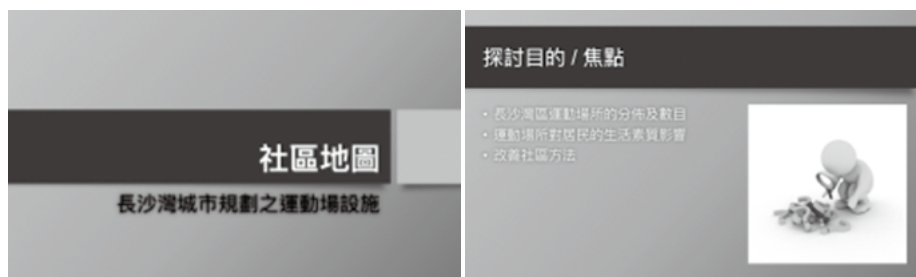 社區地圖
長沙灣城市規劃之運動場設施
探討目的 / 焦點
• 長沙灣區運動場所的分佈及數目
• 運動場所對居民的生活素質影響
• 改善社區方法